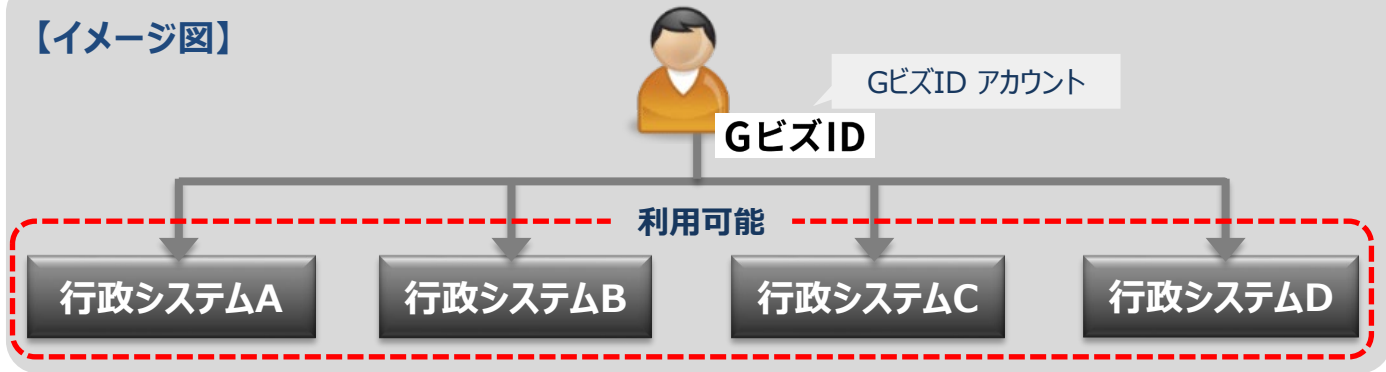 【イメージ図】
GビズID アカウント
GビズID
利用可能
行政システムA
行政システムB
行政システムC
行政システムD